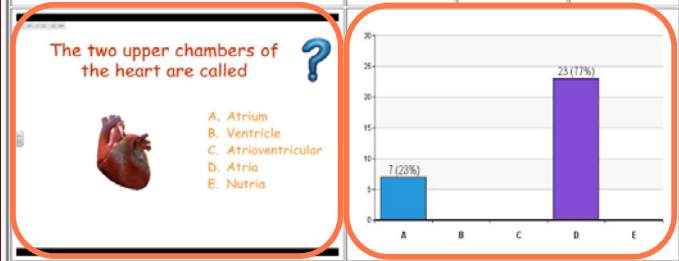 The two upper chambers of
the heart are called
?
A. Atrium
B. Ventricle
C. Atrioventricular
D. Atria
E. Nutria
30
25
20
15
10
5
0
7 (23%)
23 (77%)
A B C D E